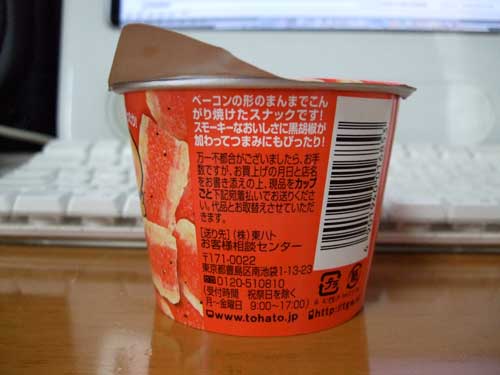 ベーコンの形のまんまでこん
がり焼けたスナックです!
スモーキーなおいしさに黒胡椒が
加わってつまみにもぴったり!
万一不都合がございましたら、お手
数ですが、お買上げの月日と店名
をお書き添えの上、現品をカップ
ごと下記宛着払いでお送りくださ
い。代品とお取替えさせていただ
きます。
【送り先】(株)東ハト
お客様相談センター
〒171-0022
東京都豊島区南池袋1-13-23
0120-510810
(受付時間 祝祭日を除く
月~金曜日 9:00~17:00)
www.tohato.jp
プラ
紙
http://tg